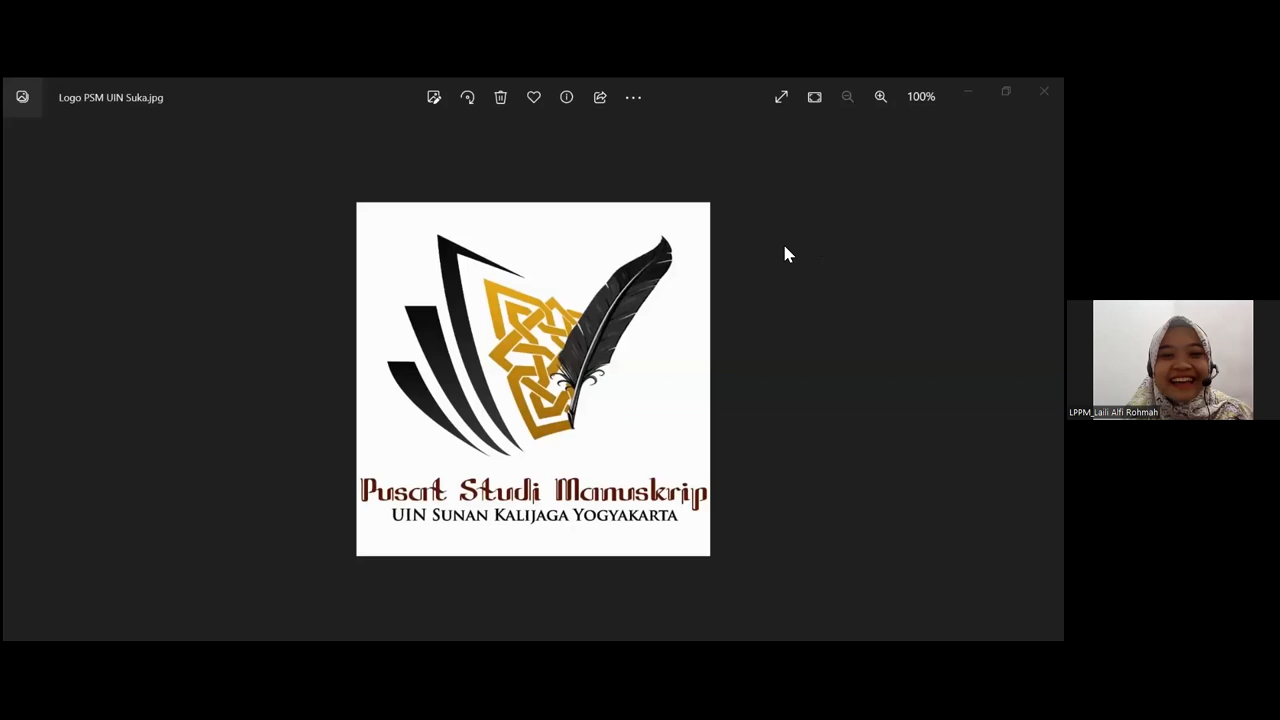 Logo PSM UIN Suka.jpg
100%
Pusat Studi Manuskrip
UIN SUNAN KALIJAGA YOGYAKARTA
LPPM_Laili Alfi Rohmah